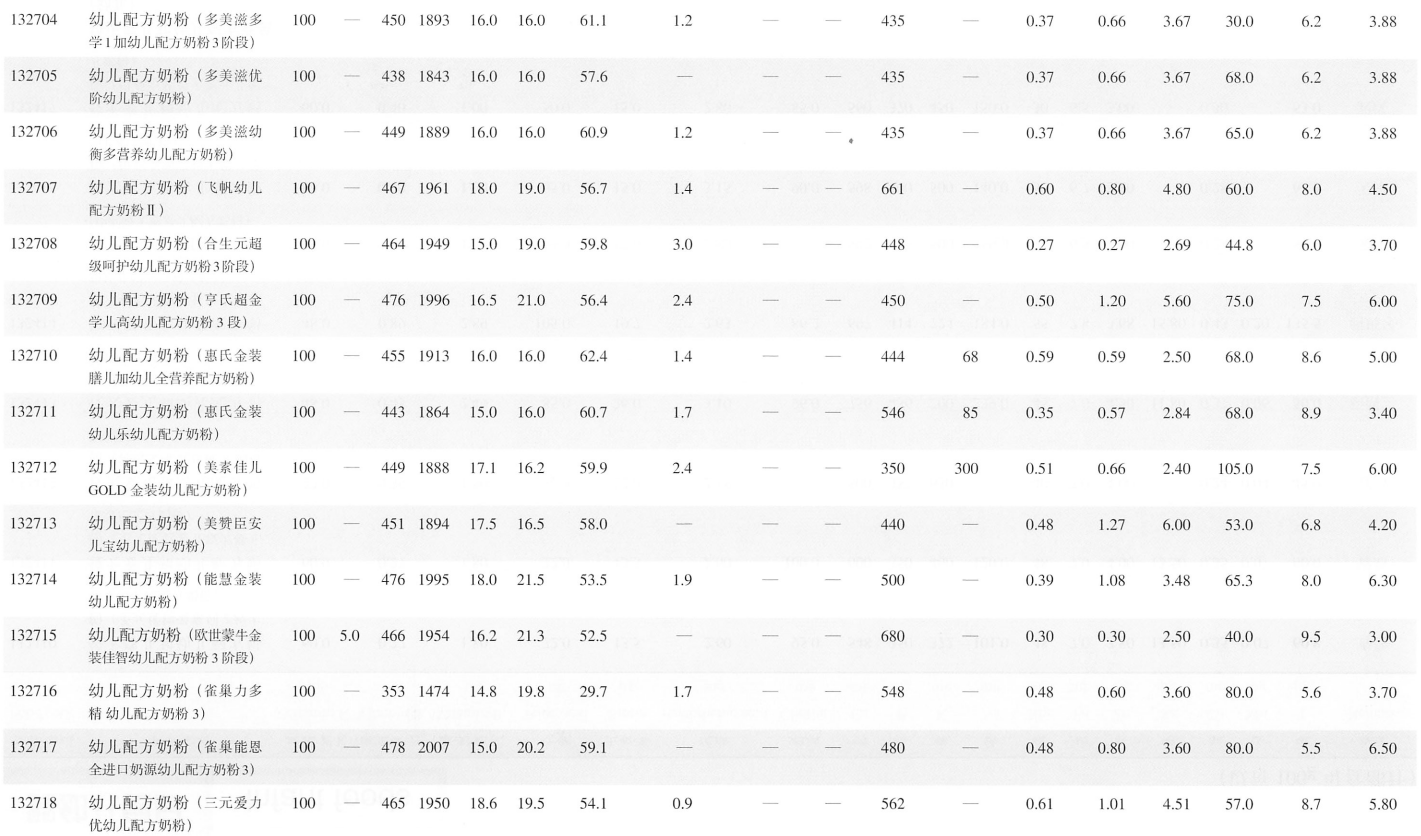 132704 幼儿配方奶粉（多美滋多 100 — 450 1893 16.0 16.0 61.1 1.2 — — 435 — 0.37 0.66 3.67 30.0 6.2 3.88
学1加幼儿配方奶粉3阶段）
132705 幼儿配方奶粉（多美滋优 100 — 438 1843 16.0 16.0 57.6 — — — 435 — 0.37 0.66 3.67 68.0 6.2 3.88
阶幼儿配方奶粉）
132706 幼儿配方奶粉（多美滋幼 100 — 449 1889 16.0 16.0 60.9 1.2 — — 435 — 0.37 0.66 3.67 65.0 6.2 3.88
衡多营养幼儿配方奶粉）
132707 幼儿配方奶粉（飞帆幼儿 100 — 467 1961 18.0 19.0 56.7 1.4 — — 661 — 0.60 0.80 4.80 60.0 8.0 4.50
配方奶粉Ⅱ）
132708 幼儿配方奶粉（合生元超 100 — 464 1949 15.0 19.0 59.8 3.0 — — 448 — 0.27 0.27 2.69 44.8 6.0 3.70
级呵护幼儿配方奶粉3阶段）
132709 幼儿配方奶粉（亨氏超金 100 — 476 1996 16.5 21.0 56.4 2.4 — — 450 — 0.50 1.20 5.60 75.0 7.5 6.00
学儿高幼儿配方奶粉 3 段）
132710 幼儿配方奶粉（惠氏金装 100 — 455 1913 16.0 16.0 62.4 1.4 — — 444 68 0.59 0.59 2.50 68.0 8.6 5.00
膳儿加幼儿全营养配方奶粉）
132711 幼儿配方奶粉（惠氏金装 100 — 443 1864 15.0 16.0 60.7 1.7 — — 546 85 0.35 0.57 2.84 68.0 8.9 3.40
幼儿乐幼儿配方奶粉）
132712 幼儿配方奶粉（美素佳儿 100 — 449 1888 17.1 16.2 59.9 2.4 — — 350 300 0.51 0.66 2.40 105.0 7.5 6.00
GOLD 金装幼儿配方奶粉）
132713 幼儿配方奶粉（美赞臣安 100 — 451 1894 17.5 16.5 58.0 — — — 440 — 0.48 1.27 6.00 53.0 6.8 4.20
儿宝幼儿配方奶粉）
132714 幼儿配方奶粉（能慧金装 100 — 476 1995 18.0 21.5 53.5 1.9 — — 500 — 0.39 1.08 3.48 65.3 8.0 6.30
幼儿配方奶粉）
132715 幼儿配方奶粉（欧世蒙牛金 100 5.0 466 1954 16.2 21.3 52.5 — — — 680 — 0.30 0.30 2.50 40.0 9.5 3.00
装佳智幼儿配方奶粉 3 阶段）
132716 幼儿配方奶粉（雀巢力多 100 — 353 1474 14.8 19.8 29.7 1.7 — — 548 — 0.48 0.60 3.60 80.0 5.6 3.70
精 幼儿配方奶粉 3）
132717 幼儿配方奶粉（雀巢能恩 100 — 478 2007 15.0 20.2 59.1 — — — 480 — 0.48 0.80 3.60 80.0 5.5 6.50
全进口奶源幼儿配方奶粉3）
132718 幼儿配方奶粉（三元爱力 100 — 465 1950 18.6 19.5 54.1 0.9 — — 562 — 0.61 1.01 4.51 57.0 8.7 5.80
优幼儿配方奶粉）